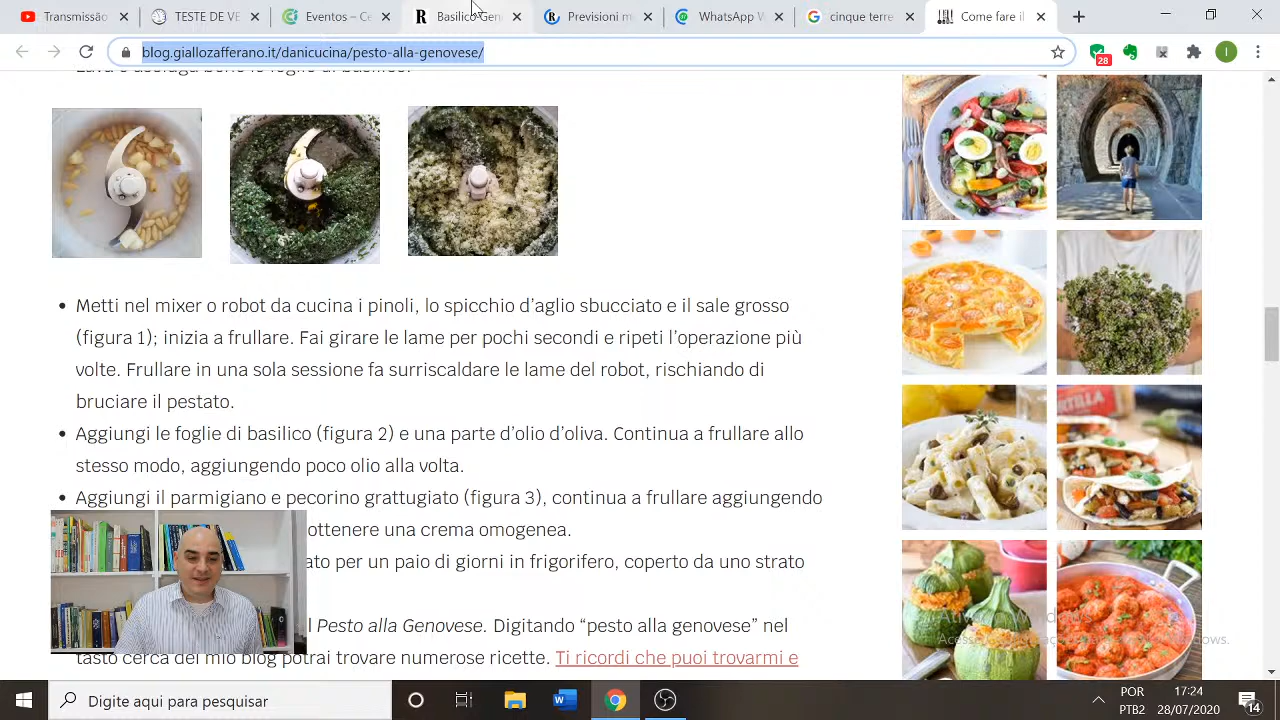 Transmissão
TESTE DE VE
Eventos – Ce
Basilico Gen
Previsioni m
WhatsApp W
cinque terr
Come fare il
blog.giallozafferano.it/danicucina/pesto-alla-genovese/
28
I
Metti nel mixer o robot da cucina i pinoli, lo spicchio d’aglio sbucciato e il sale grosso
(figura 1); inizia a frullare. Fai girare le lame per pochi secondi e ripeti l’operazione più
volte. Frullare in una sola sessione fa surriscaldare le lame del robot, rischiando di
bruciare il pestato.
Aggiungi le foglie di basilico (figura 2) e una parte d’olio d’oliva. Continua a frullare allo
stesso modo, aggiungendo poco olio alla volta.
Aggiungi il parmigiano e pecorino grattugiato (figura 3), continua a frullare aggiungendo
ottenere una crema omogenea.
ato per un paio di giorni in frigorifero, coperto da uno strato
l Pesto alla Genovese. Digitando “pesto alla genovese” nel
tasto cerca del mio blog potrai trovare numerose ricette. Ti ricordi che puoi trovarmi e
TILLA
Digite aqui para pesquisar
POR
PTB2
17:24
28/07/2020
14